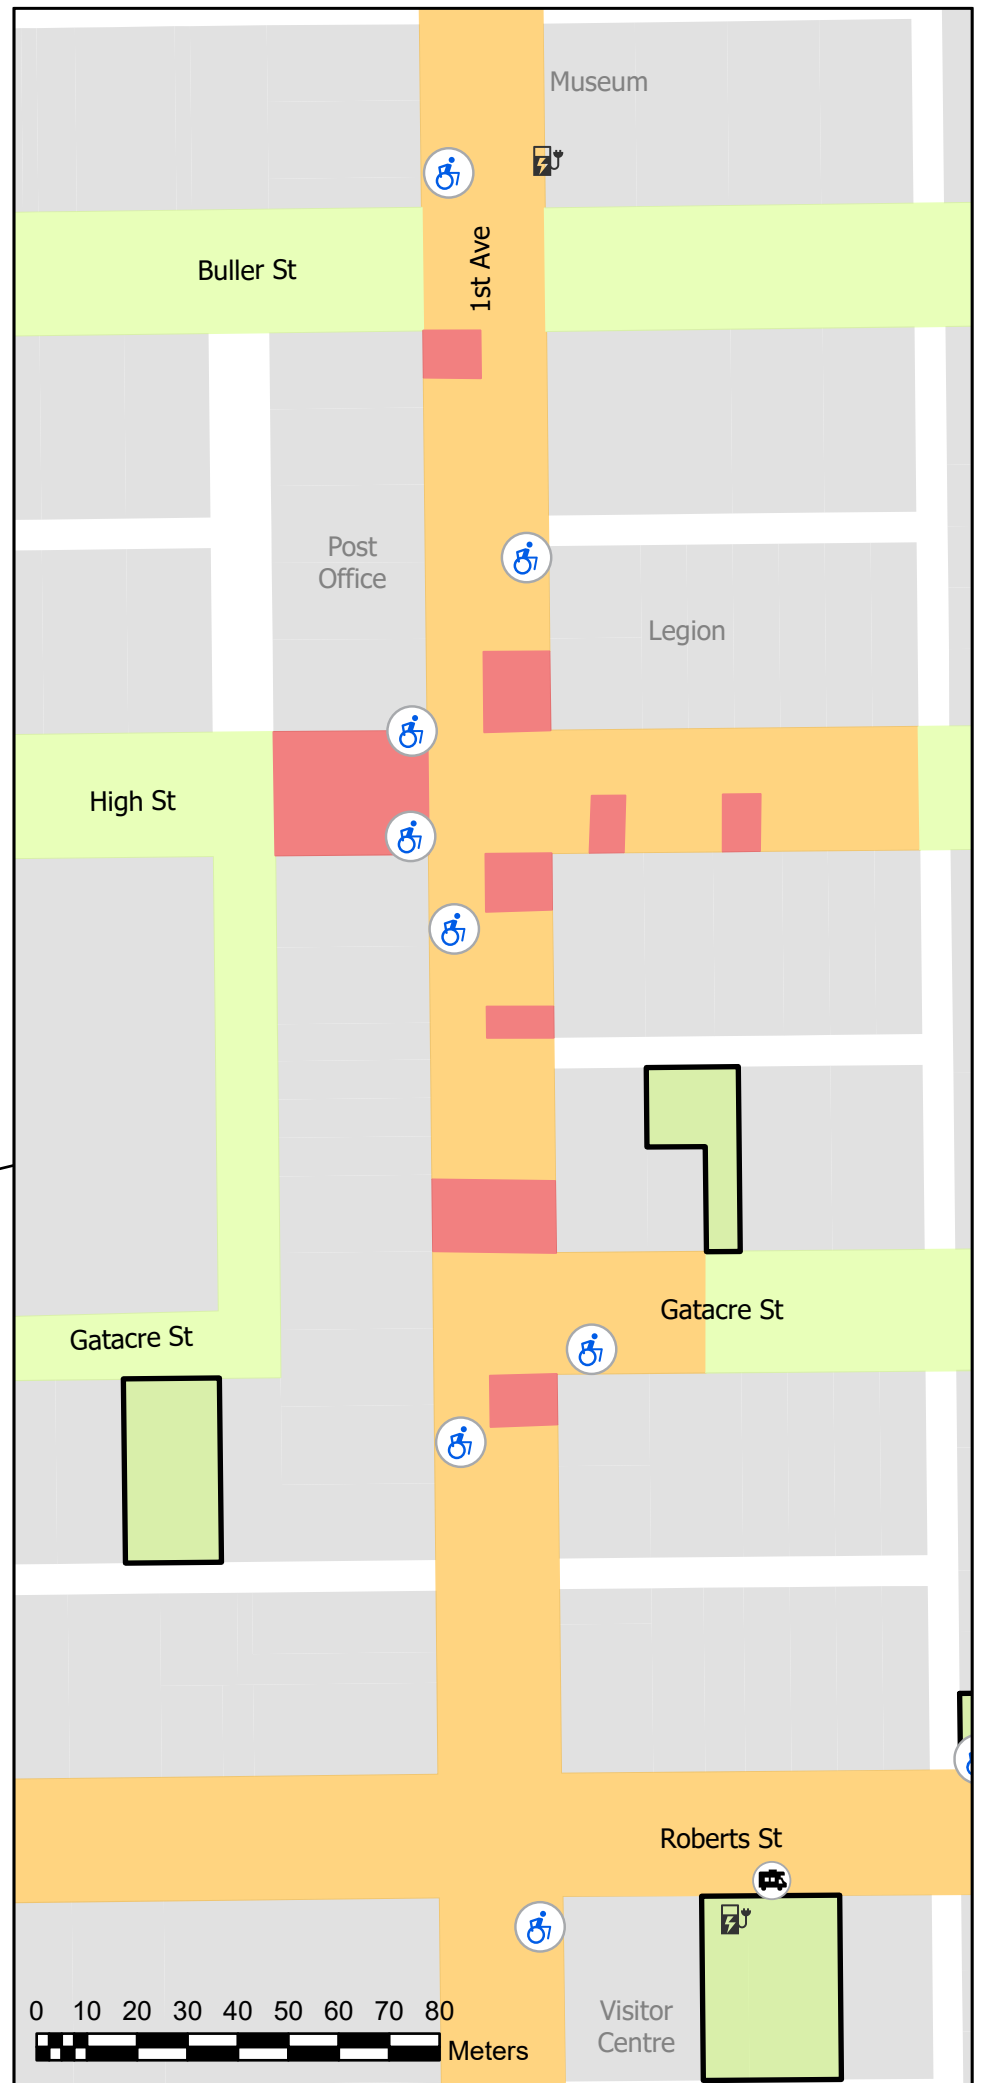 Museum
1st Ave
Buller St
Post
Office
Legion
High St
Gatacre St
Gatacre St
Roberts St
0 10 20 30 40 50 60 70 80
Meters
Visitor
Centre